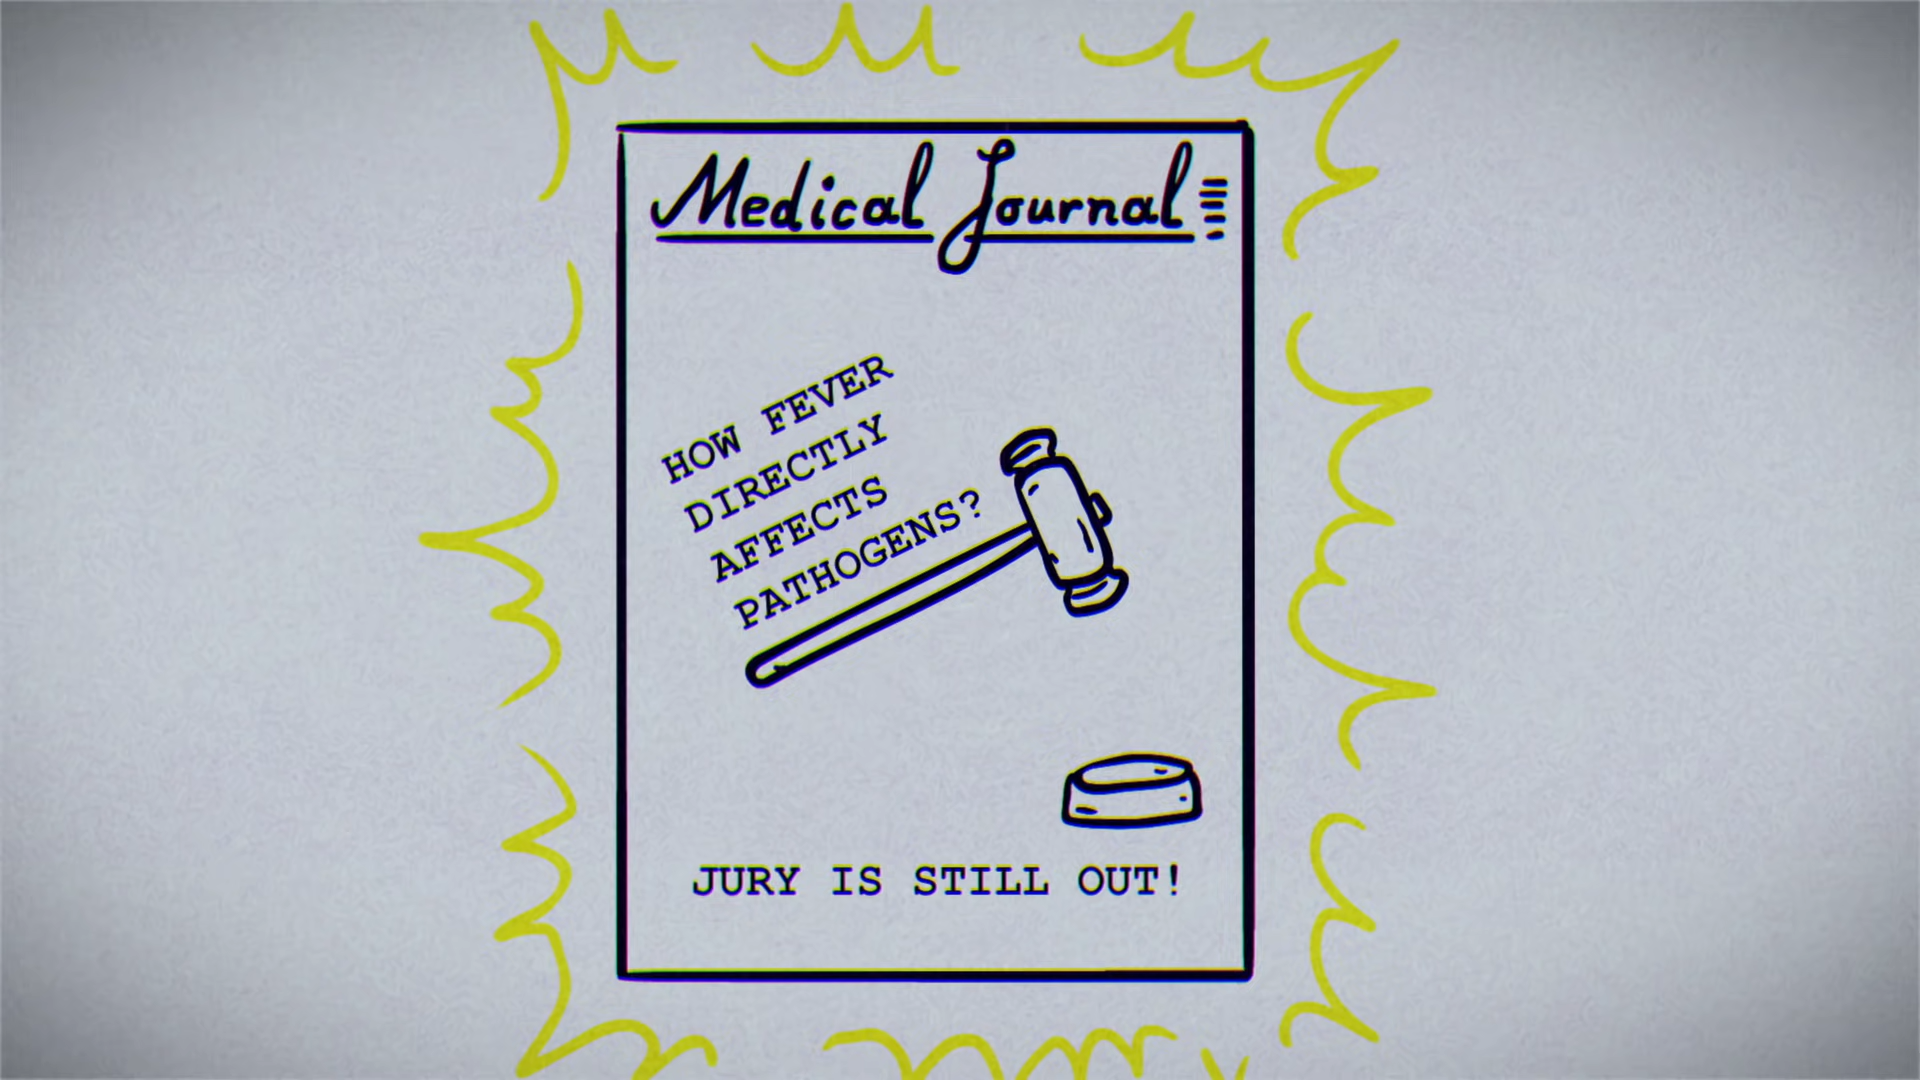 Medical Journal
HOW FEVER
DIRECTLY
AFFECTS
PATHOGENS?
JURY IS STILL OUT!